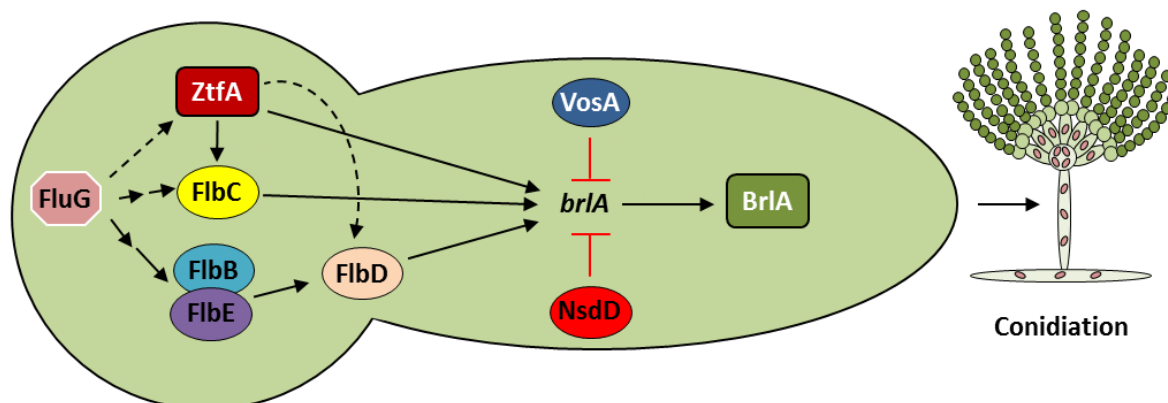 ZtfA
VosA
FluG
FlbC
brlA
BrlA
FlbB
FlbD
FlbE
NsdD
Conidiation